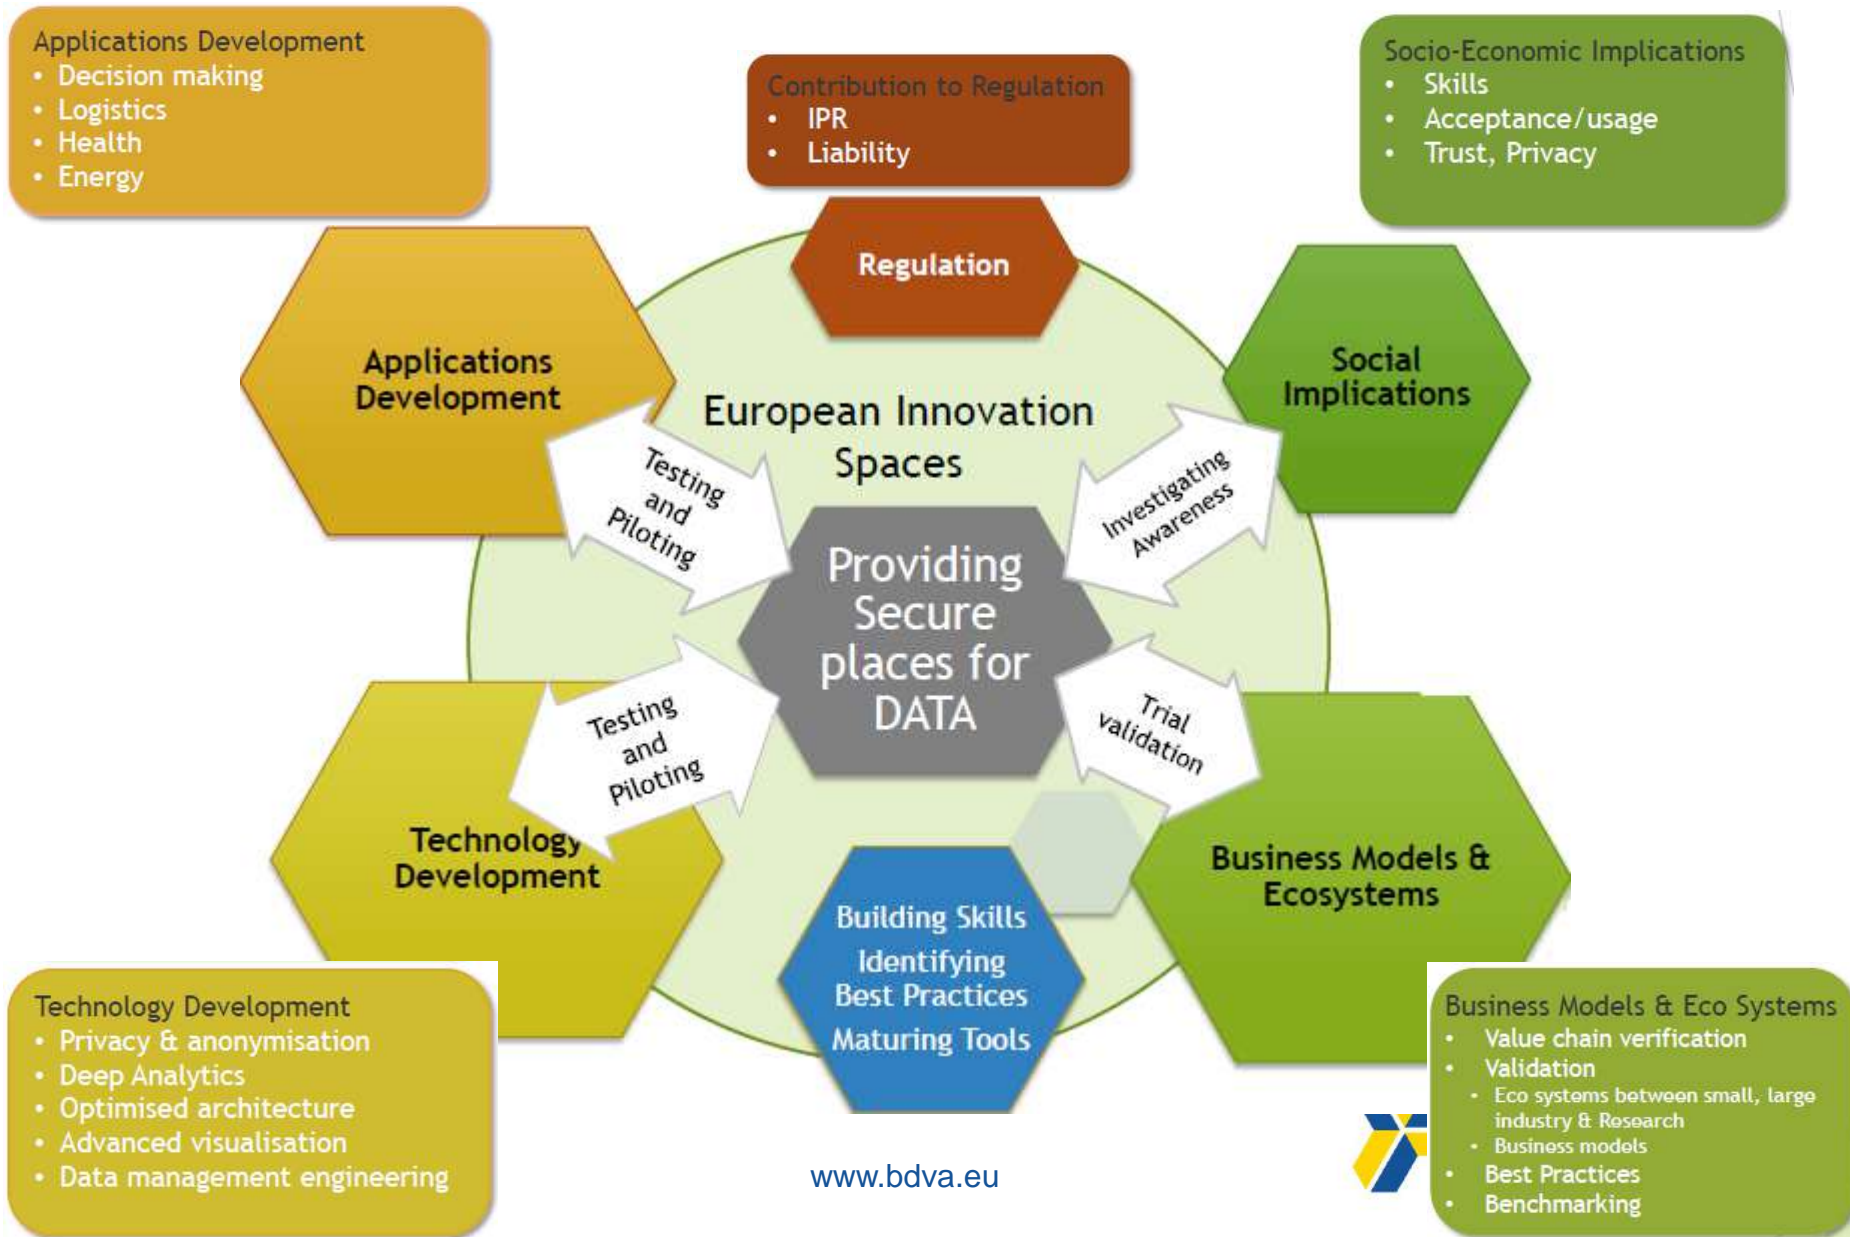 Applications Development
• Decision making
• Logistics
• Health
• Energy
Contribution to Regulation
• IPR
• Liability
Socio-Economic Implications
• Skills
• Acceptance/usage
• Trust, Privacy
Regulation
Applications
Development
Social
Implications
European Innovation
Spaces
Testing
and
Piloting
Investigating
Awareness
Providing
Secure
places for
DATA
Testing
and
Piloting
Trial
validation
Technology
Development
Business Models &
Ecosystems
Building Skills
Identifying
Best Practices
Maturing Tools
Technology Development
• Privacy & anonymisation
• Deep Analytics
• Optimised architecture
• Advanced visualisation
• Data management engineering
Business Models & Eco Systems
• Value chain verification
• Validation
• Eco systems between small, large
industry & Research
• Business models
• Best Practices
• Benchmarking
www.bdva.eu